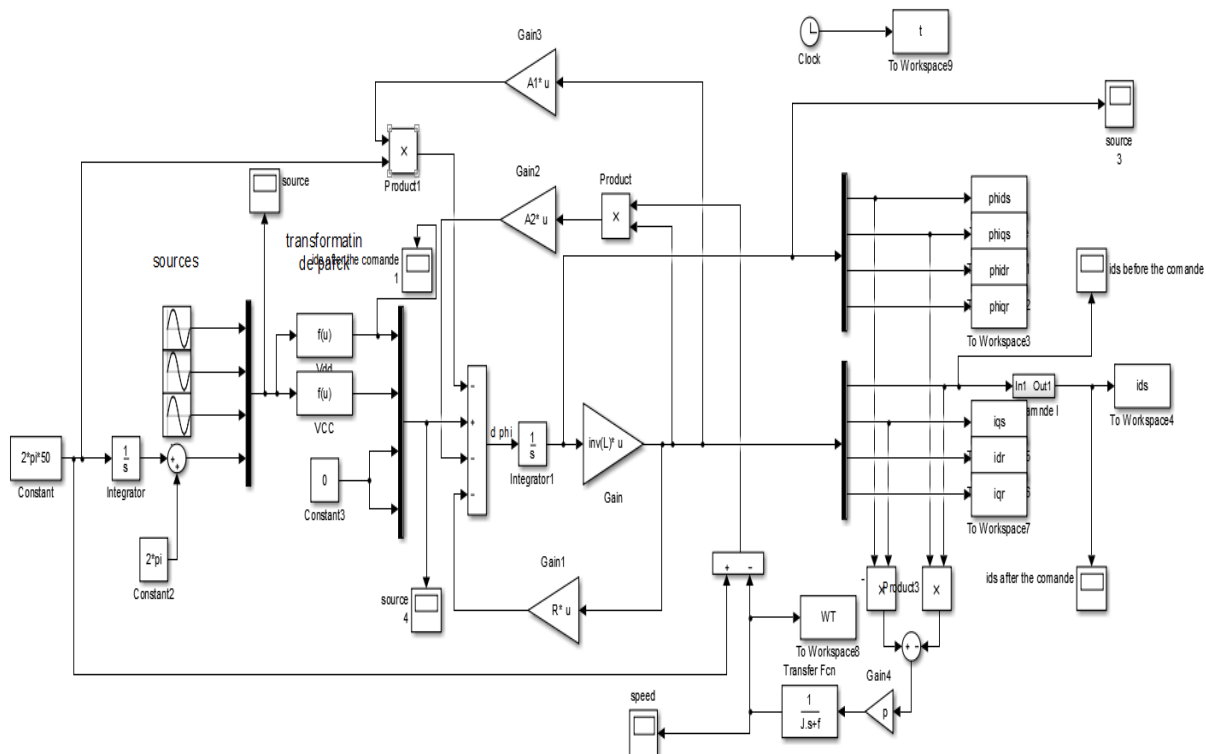 Gain3
A1* u
Clock
t
To Workspace9
source
3
×
Product1
source
Gain2
A2* u
Product
×
sources
transformatin
de parck
ids after the comande
1
phids
phiqs
phidr
phiqr
To Workspace3
ids before the comande
f(u)
Vdd
f(u)
VCC
2*pi*50
Constant
1
s
Integrator
+
+
2*pi
Constant2
0
Constant3
−
+
−
−
d phi
1
s
Integrator1
inv(L)* u
Gain
In1 Out1
ids
To Workspace4
iqs
idr
iqr
To Workspace7
source
4
Gain1
R* u
+ −
×
Product3
×
ids after the comande
WT
To Workspace8
+ −
Transfer Fcn
1
J.s+f
Gain4
p
speed